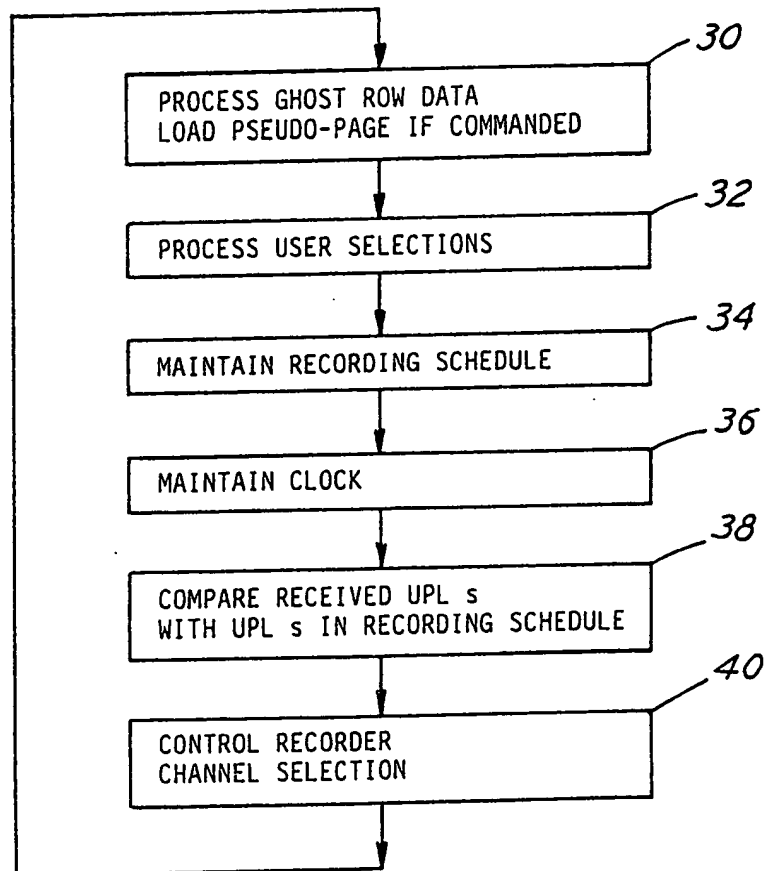 30
PROCESS GHOST ROW DATA
LOAD PSEUDO-PAGE IF COMMANDED
32
PROCESS USER SELECTIONS
34
MAINTAIN RECORDING SCHEDULE
36
MAINTAIN CLOCK
38
COMPARE RECEIVED UPL s
WITH UPL s IN RECORDING SCHEDULE
40
CONTROL RECORDER
CHANNEL SELECTION